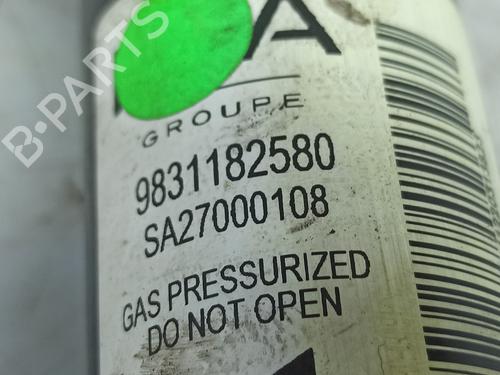 A
GROUPE
9831182580
SA27000108
GAS PRESSURIZED
DO NOT OPEN
B-PARTS